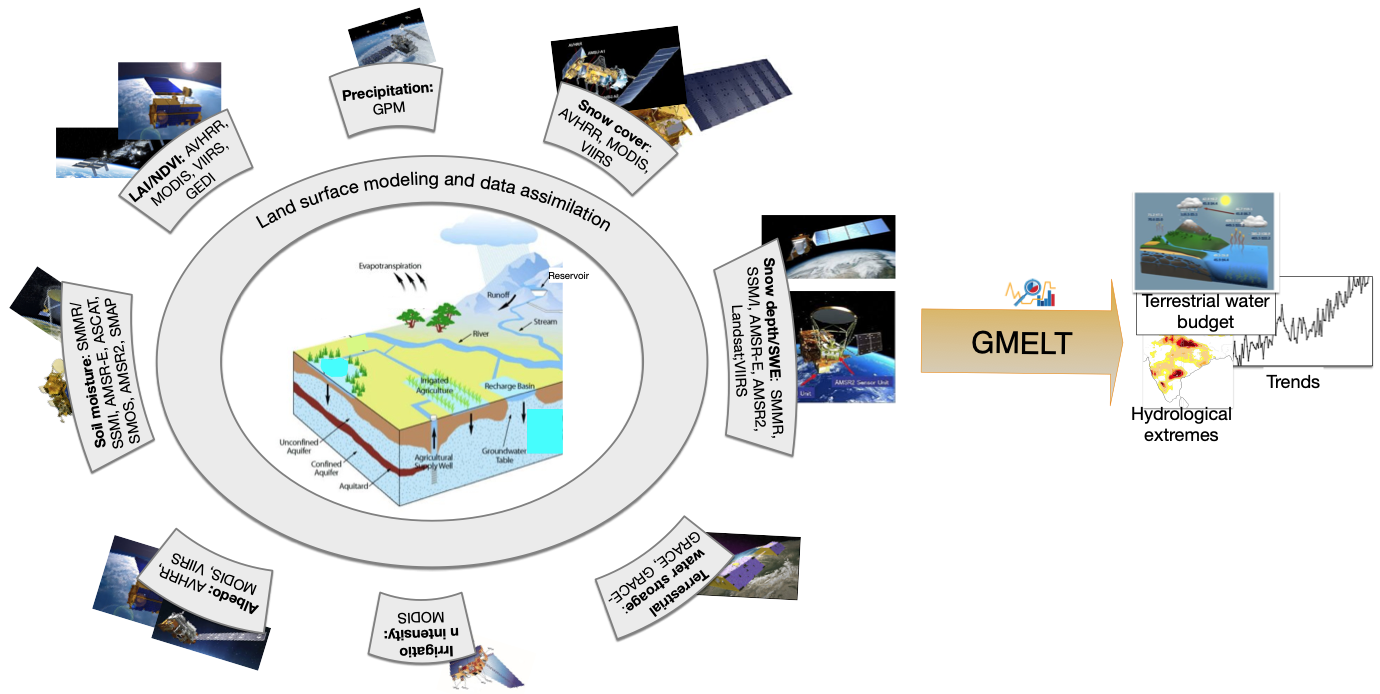 Precipitation:
GPM
Snow cover:
AVHRR, MODIS,
VIIRS
LAI/NDVI: AVHRR,
MODIS, VIIRS,
GEDI
Land surface modeling and data assimilation
Snow depth/SWE: SMMR,
SSM/I, AMSR-E, AMSR2,
Landsat;VIIRS
Soil moisture: SMMR/
SSMI, AMSR-E, ASCAT,
SMOS, AMSR2, SMAP
Evapotranspiration
Reservoir
Runoff
Stream
River
Irrigated
Agriculture
Recharge Basin
Unconfined
Aquifer
Confined
Aquifer
Aquitard
Agricultural
Supply Well
Groundwater
Table
AMSR2 Sensor Unit
Unit
GMELT
Terrestrial water
budget
Trends
Hydrological
extremes
Albedo: AVHRR,
MODIS, VIIRS
Irrigatio
n intensity:
MODIS
Terrestrial
water stroage:
GRACE, GRACE-